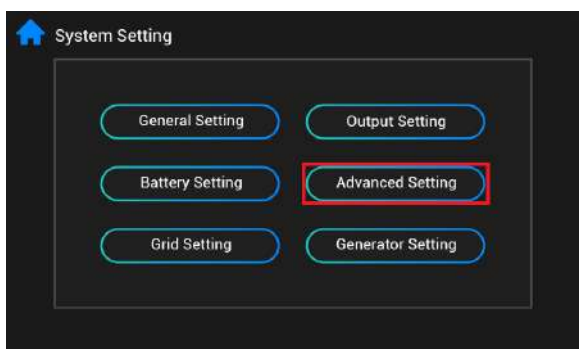 System Setting
General Setting
Output Setting
Battery Setting
Advanced Setting
Grid Setting
Generator Setting